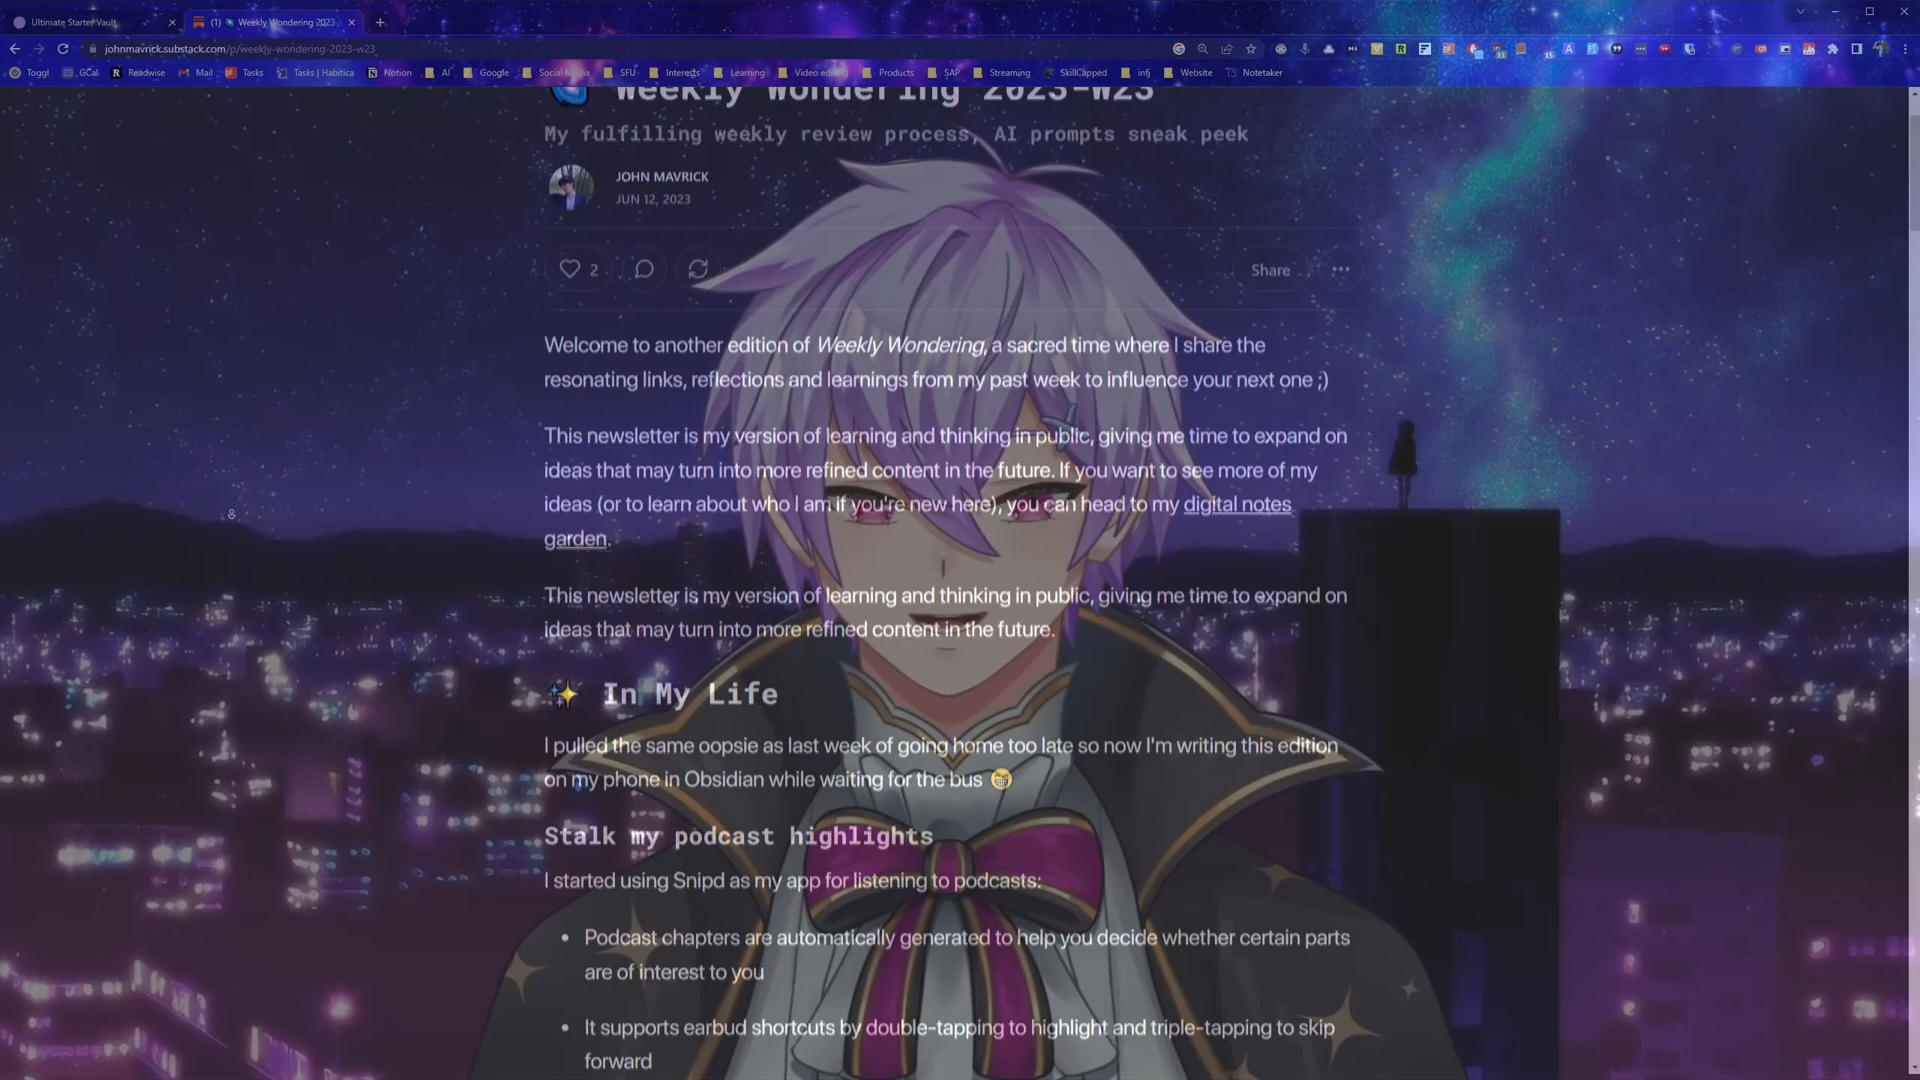 Ultimate Starter Vault
(1) Weekly Wondering 2023
johnmavrick.substack.com/p/weekly-wondering-2023-w23
Toggl GCal Readwise Mail Tasks Tasks | Habitica Notion AI Google Social Media SFU Interests Learning Video editing Products SAP Streaming SkillCapped infj Website Notetaker
Weekly Wondering 2023-W23
My fulfilling weekly review process, AI prompts sneak peek
JOHN MAVRICK
JUN 12, 2023
2
Share
Welcome to another edition of Weekly Wondering, a sacred time where I share the
resonating links, reflections and learnings from my past week to influence your next one ;)
This newsletter is my version of learning and thinking in public, giving me time to expand on
ideas that may turn into more refined content in the future. If you want to see more of my
ideas (or to learn about who I am if you're new here), you can head to my digital notes
garden.
This newsletter is my version of learning and thinking in public, giving me time to expand on
ideas that may turn into more refined content in the future.
In My Life
I pulled the same oopsie as last week of going home too late so now I'm writing this edition
on my phone in Obsidian while waiting for the bus
Stalk my podcast highlights
I started using Snipd as my app for listening to podcasts:
• Podcast chapters are automatically generated to help you decide whether certain parts
are of interest to you
• It supports earbud shortcuts by double-tapping to highlight and triple-tapping to skip
forward